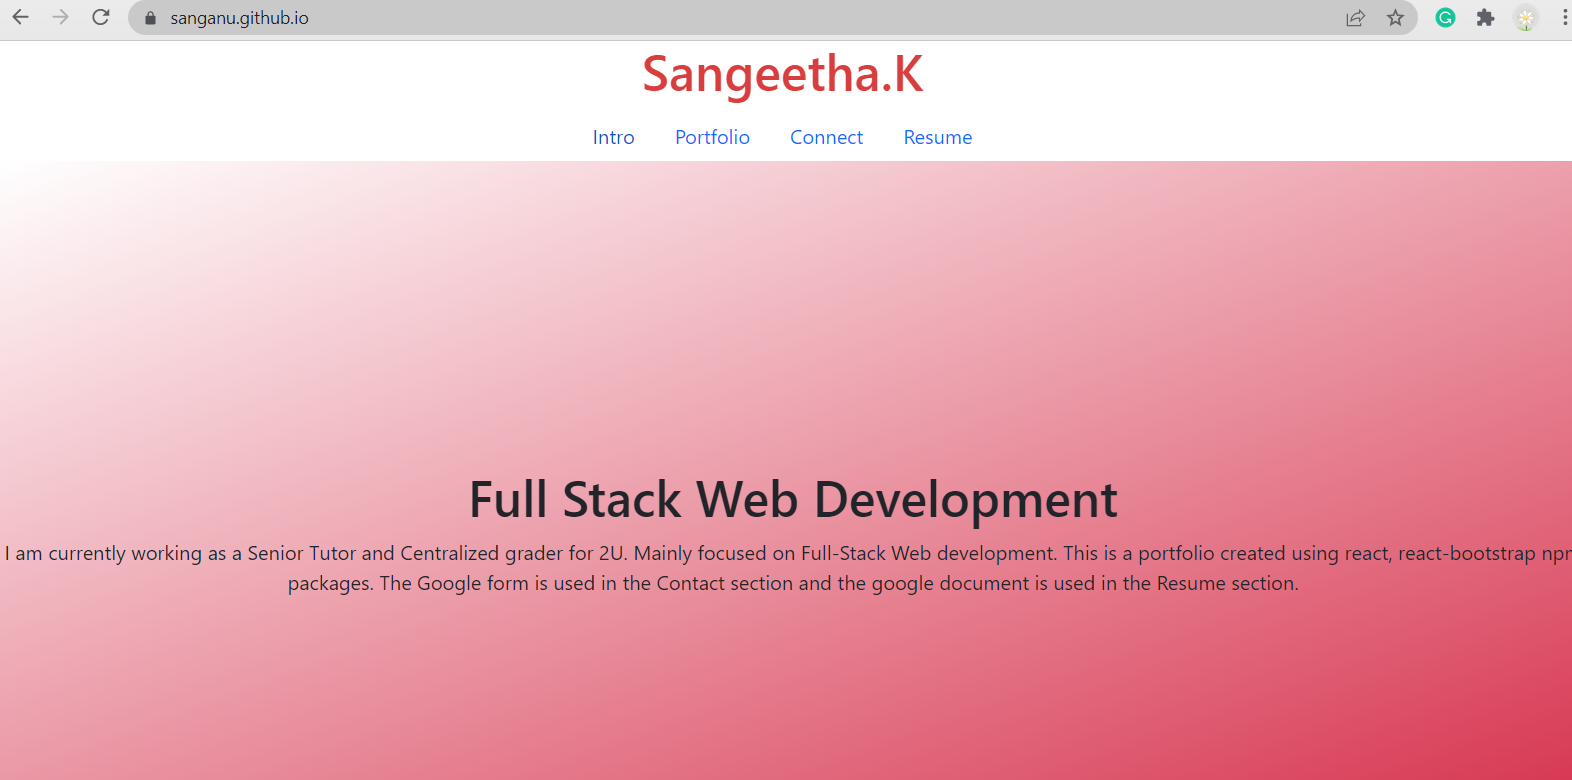 sanganu.github.io
Sangeetha.K
Intro Portfolio Connect Resume
Full Stack Web Development
I am currently working as a Senior Tutor and Centralized grader for 2U. Mainly focused on Full-Stack Web development. This is a portfolio created using react, react-bootstrap
packages. The Google form is used in the Contact section and the google document is used in the Resume section.